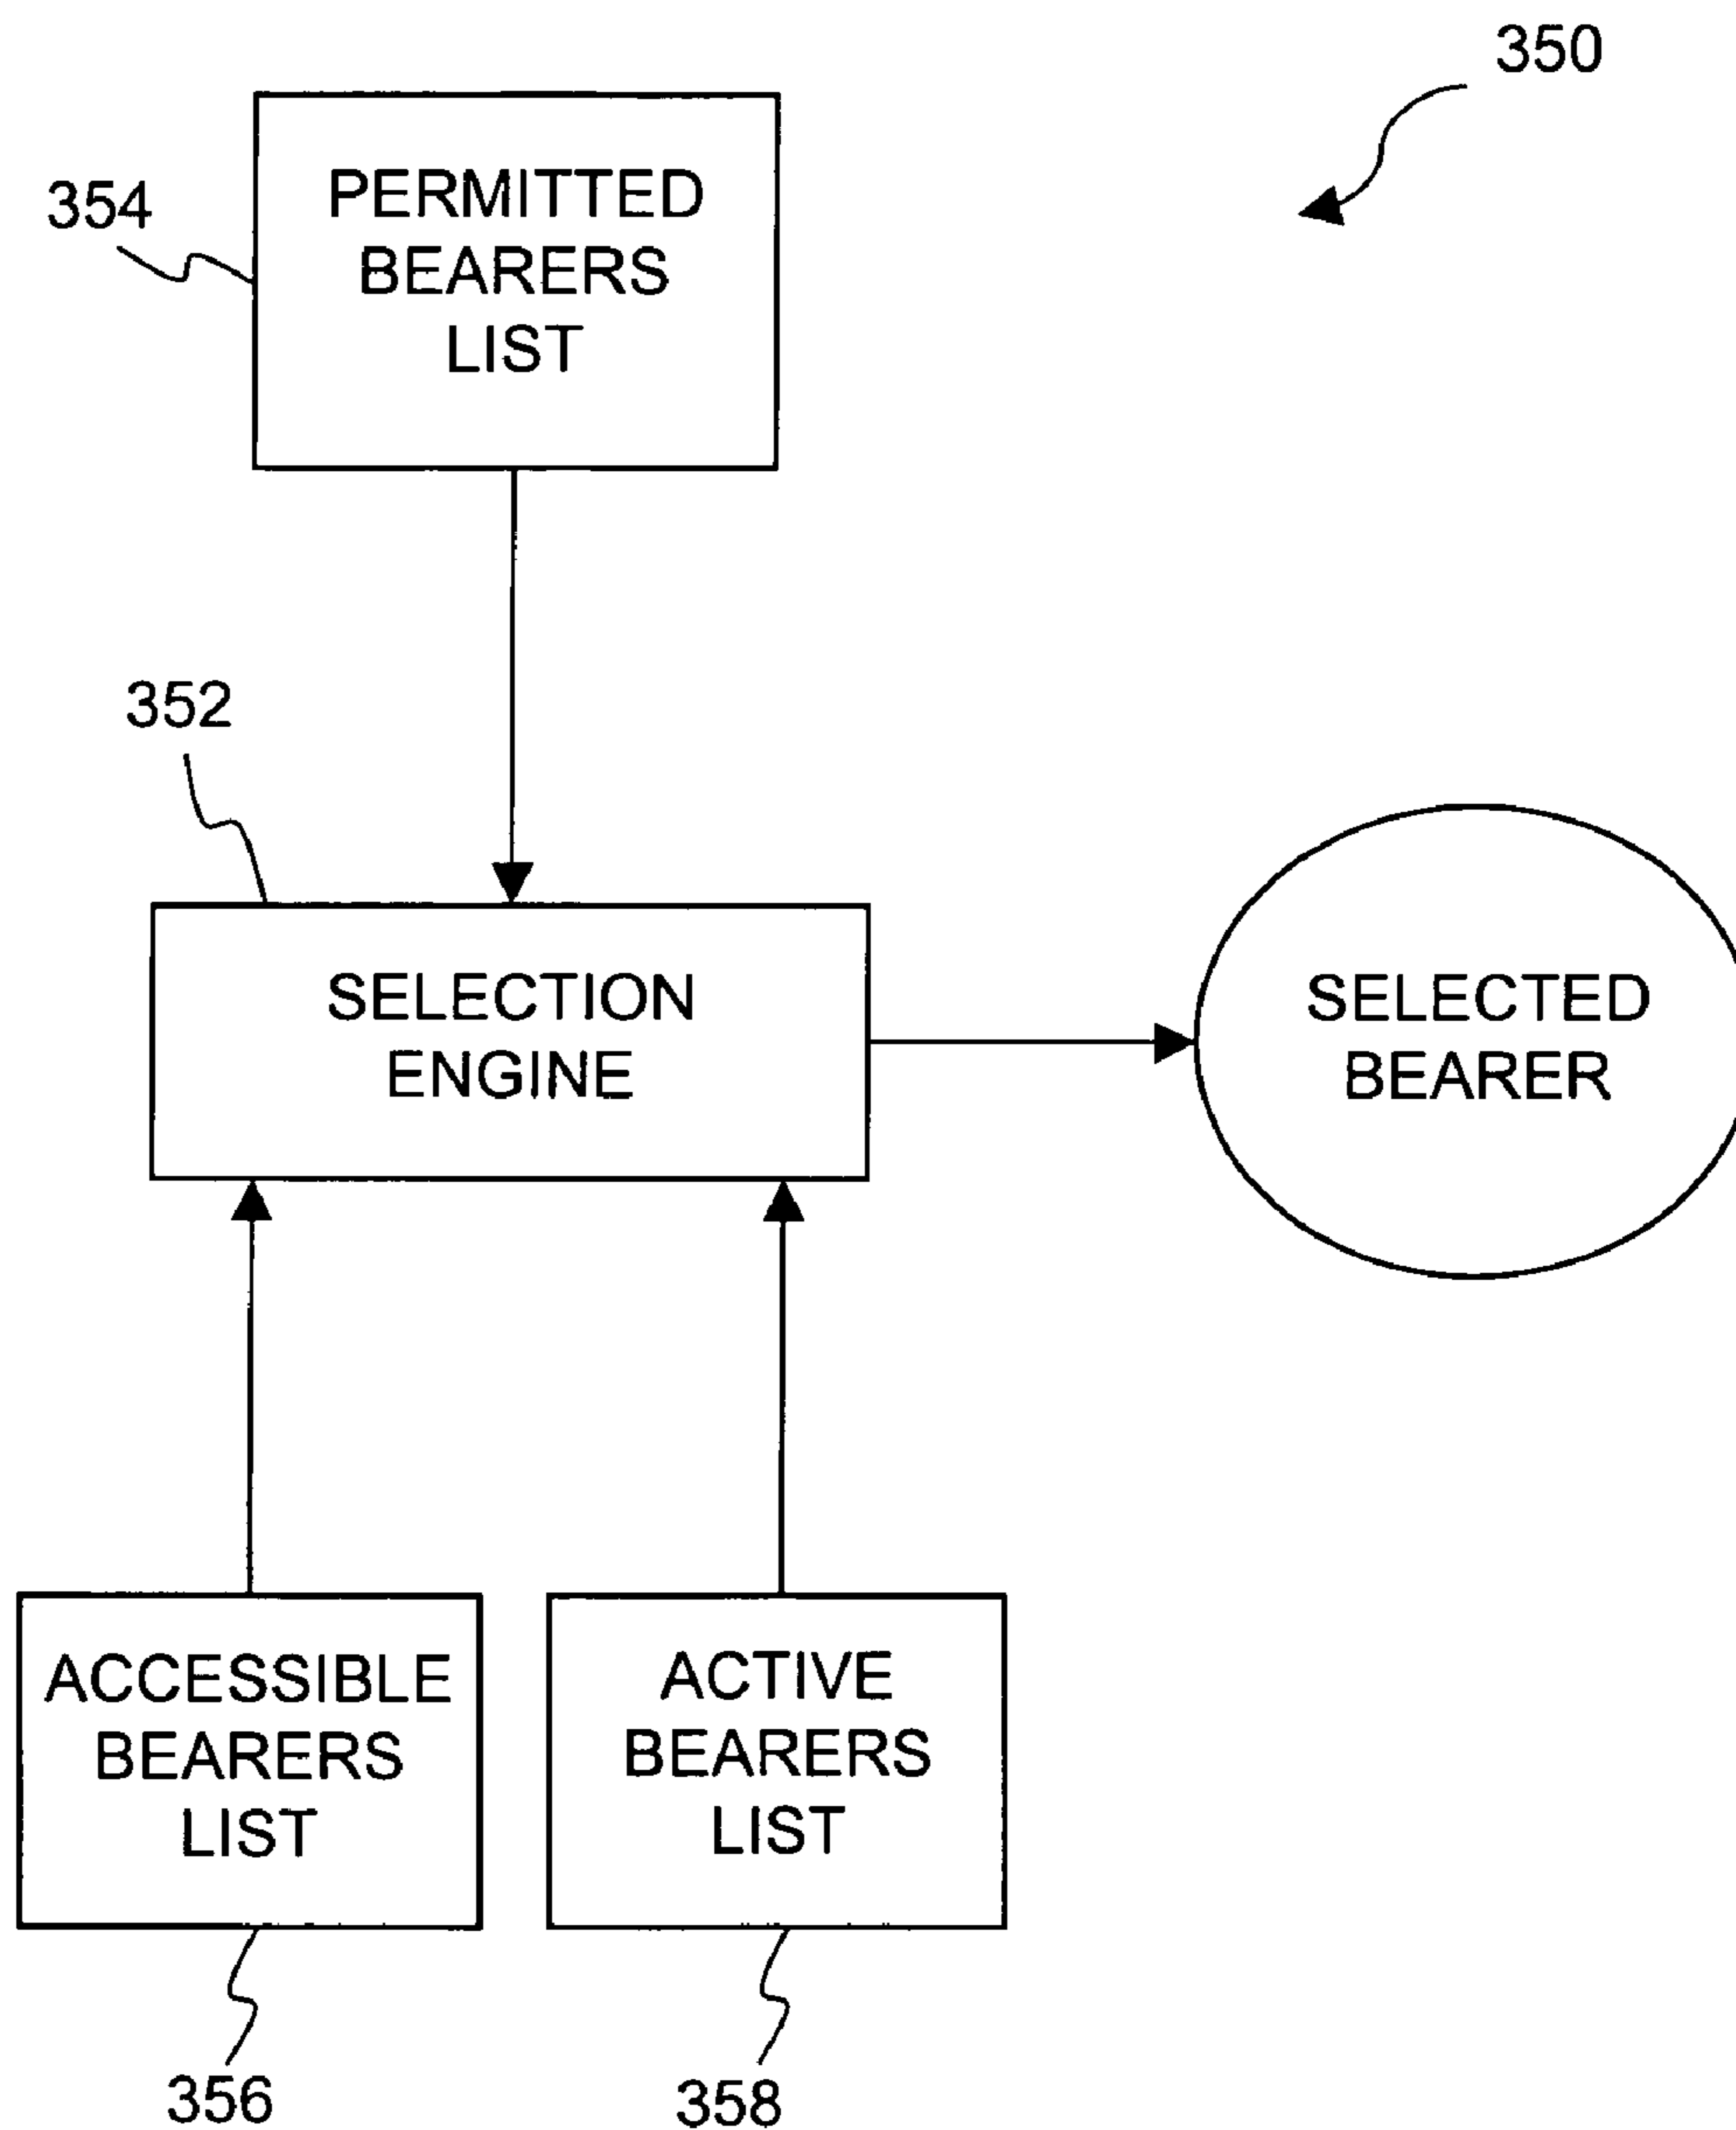 350
354
PERMITTED
BEARERS
LIST
352
SELECTION
ENGINE
SELECTED
BEARER
ACCESSIBLE
BEARERS
LIST
ACTIVE
BEARERS
LIST
356
358